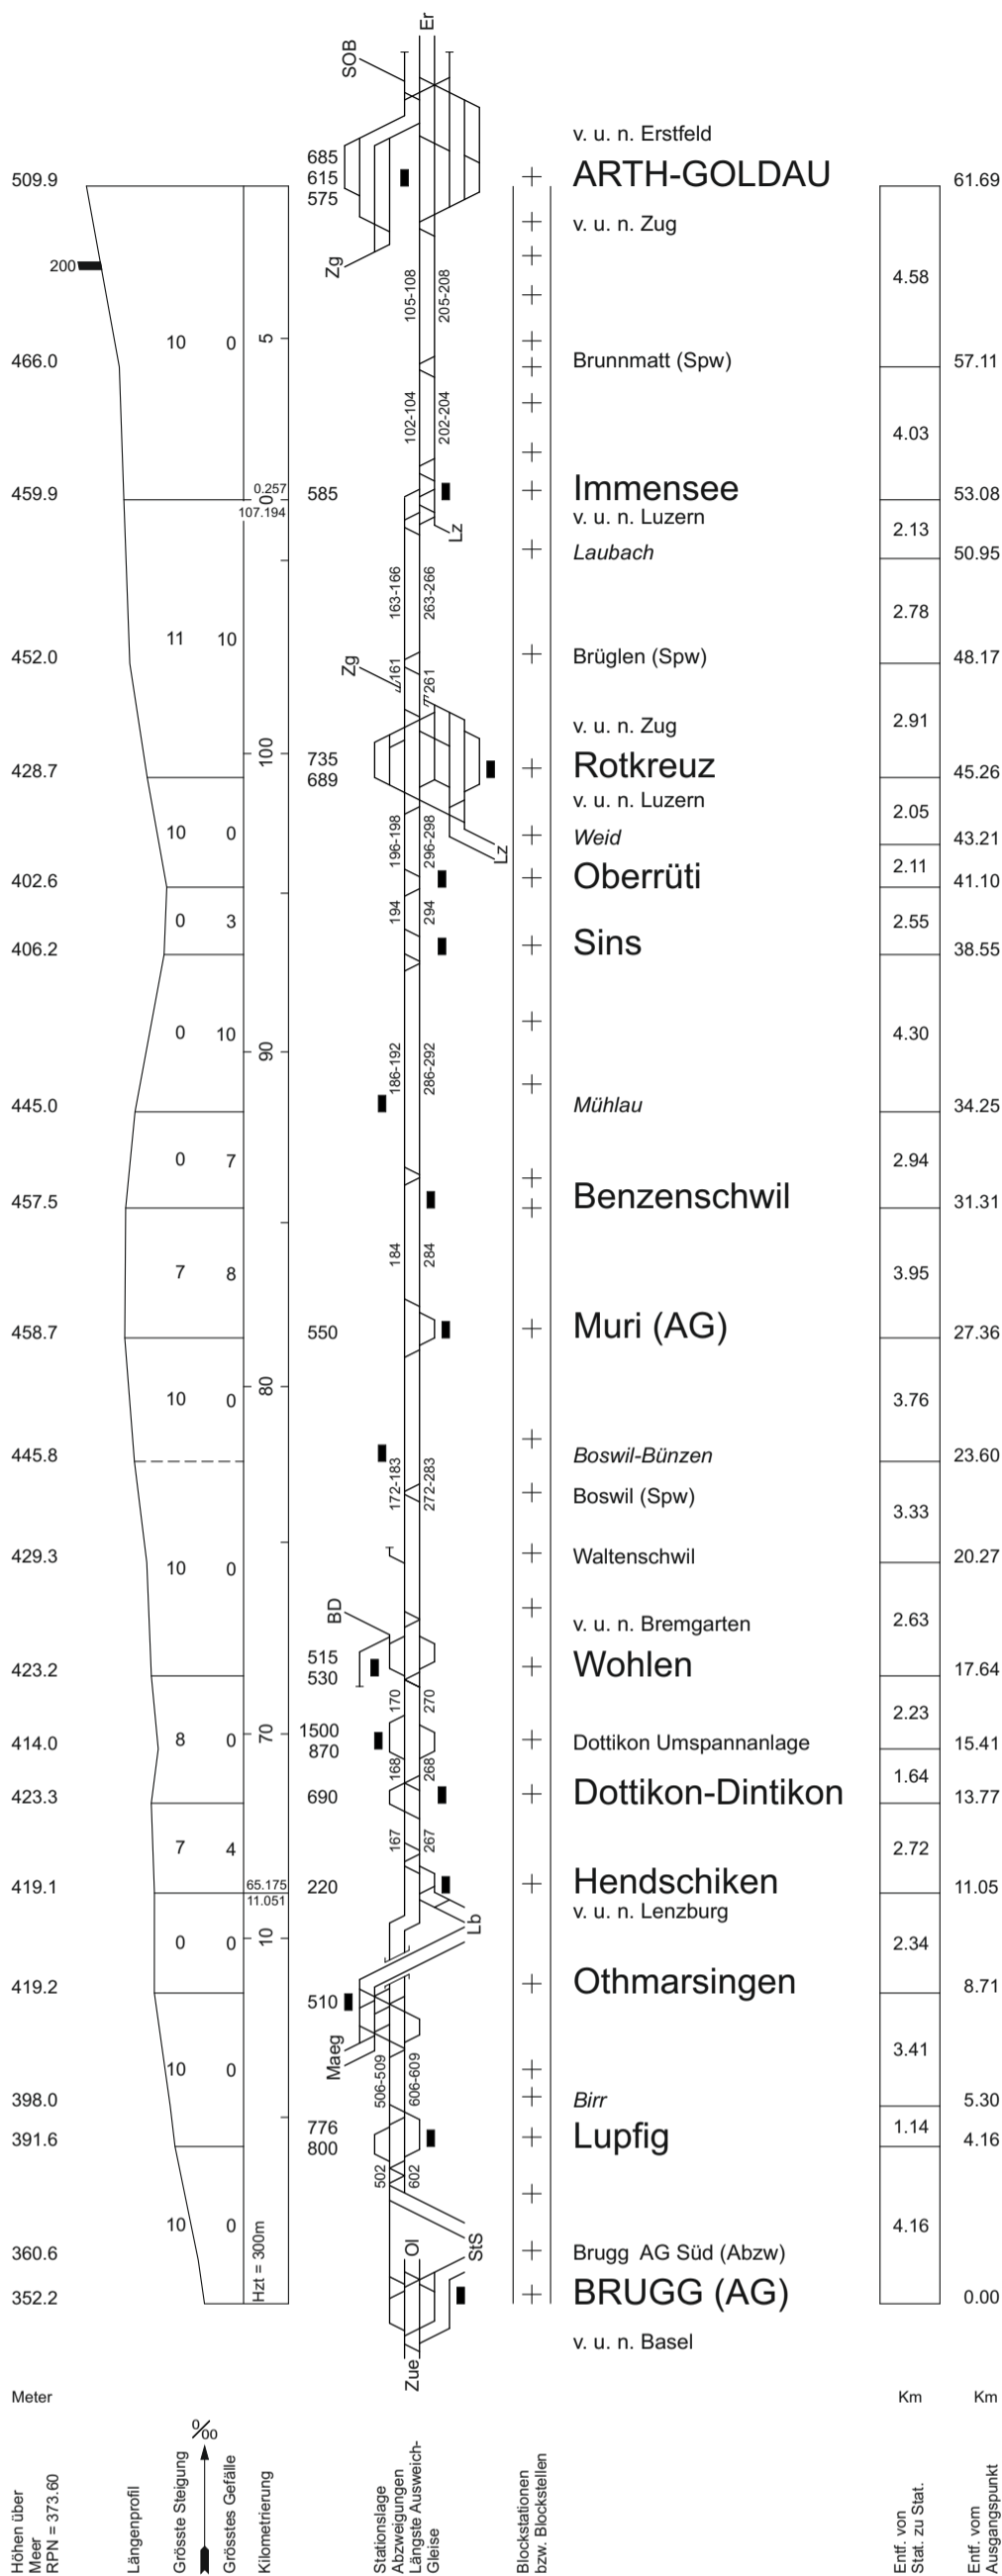 Er
SOB
v. u. n. Erstfeld
685
509.9 615 ARTH-GOLDAU 61.69
575
v. u. n. Zug
Zg
200
4.58
105-108 205-208
10 0 5
466.0 Brunnmatt (Spw) 57.11
102-104 202-204
4.03
0.257
459.9 0 585 Immensee 53.08
107.194
v. u. n. Luzern
Lz
2.13
Laubach 50.95
163-166 263-266
2.78
11 10
452.0 Zg Brüglen (Spw) 48.17
161 261
2.91
v. u. n. Zug
100
735
428.7 689 Rotkreuz 45.26
v. u. n. Luzern
2.05
10 0 196-198 296-298 Weid 43.21
Lz
2.11
402.6 Oberrüti 41.10
0 3 194 294 2.55
406.2 Sins 38.55
0 10 90 186-192 286-292 4.30
445.0 Mühlau 34.25
0 7 2.94
457.5 Benzenschwil 31.31
184 284
7 8 3.95
458.7 550 Muri (AG) 27.36
80
10 0 3.76
445.8 Boswil-Bünzen 23.60
172-183 272-283
Boswil (Spw)
3.33
429.3 Waltenschwil 20.27
10 0
BD 2.63
v. u. n. Bremgarten
515
423.2 530 Wohlen 17.64
170 270
2.23
8 0 70
1500
414.0 870 Dottikon Umspannanlage 15.41
168 268
1.64
423.3 690 Dottikon-Dintikon 13.77
167 267
7 4 2.72
65.175
419.1 220 Hendschiken 11.05
11.051
v. u. n. Lenzburg
Lb
0 0 10 2.34
419.2 Othmarsingen 8.71
510
Maeg
3.41
10 0 506-509 606-609
398.0 Birr 5.30
776 1.14
391.6 800 Lupfig 4.16
502 602
10 0 4.16
Ol StS
360.6 Brugg AG Süd (Abzw)
Hzt = 300m
352.2 BRUGG (AG) 0.00
v. u. n. Basel
Zue
Meter Km Km
‰
Höhen über
Meer
RPN = 373.60
Längenprofil
Grösste Steigung
Grösstes Gefälle
Kilometrierung
Stationslage
Abzweigungen
Längste Ausweich-
Gleise
Blockstationen
bzw. Blockstellen
Entf. von
Stat. zu Stat.
Entf. vom
Ausgangspunkt